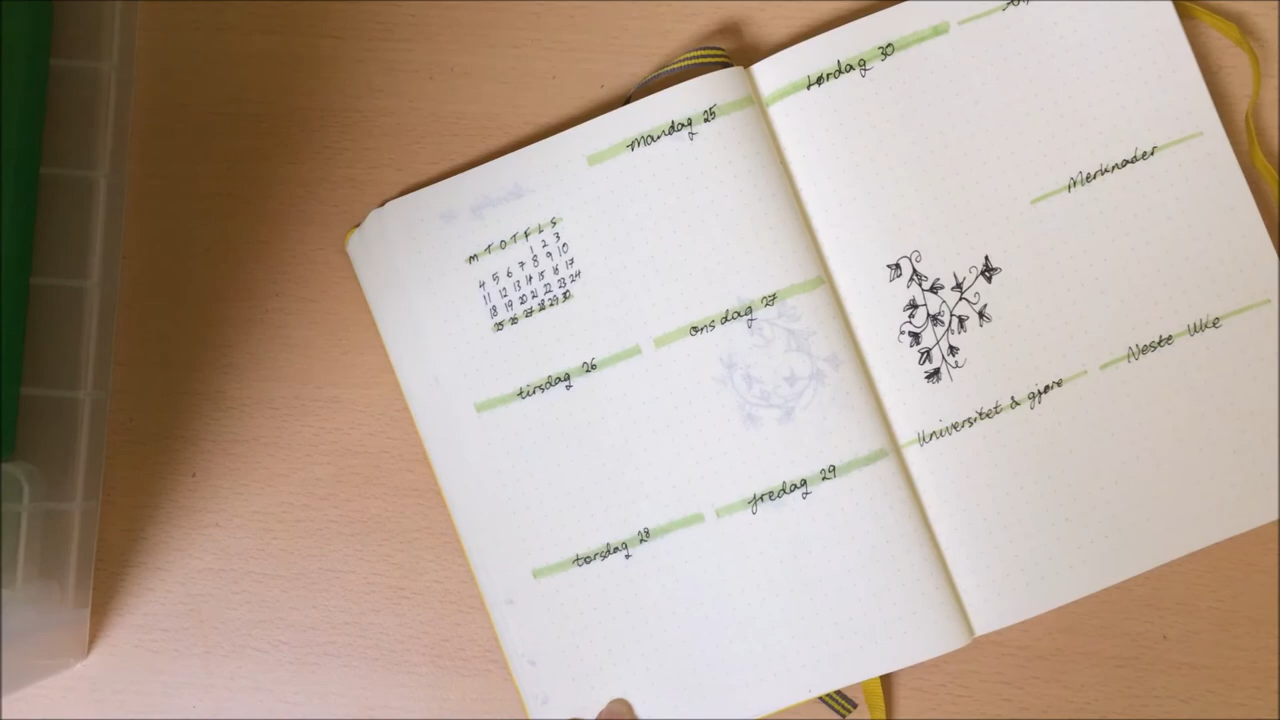 mandag 25
M T O T F L S
1 2 3
4 5 6 7 8 9 10
11 12 13 14 15 16 17
18 19 20 21 22 23 24
25 26 27 28 29 30
tirsdag 26
onsdag 27
torsdag 28
fredag 29
Lørdag 30
Merknader
Universitet & gjøre
Neste Uke